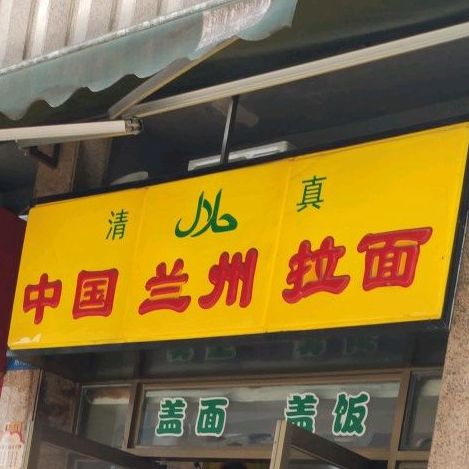 清 حلال 真
中国 兰州 拉面
盖面 盖饭